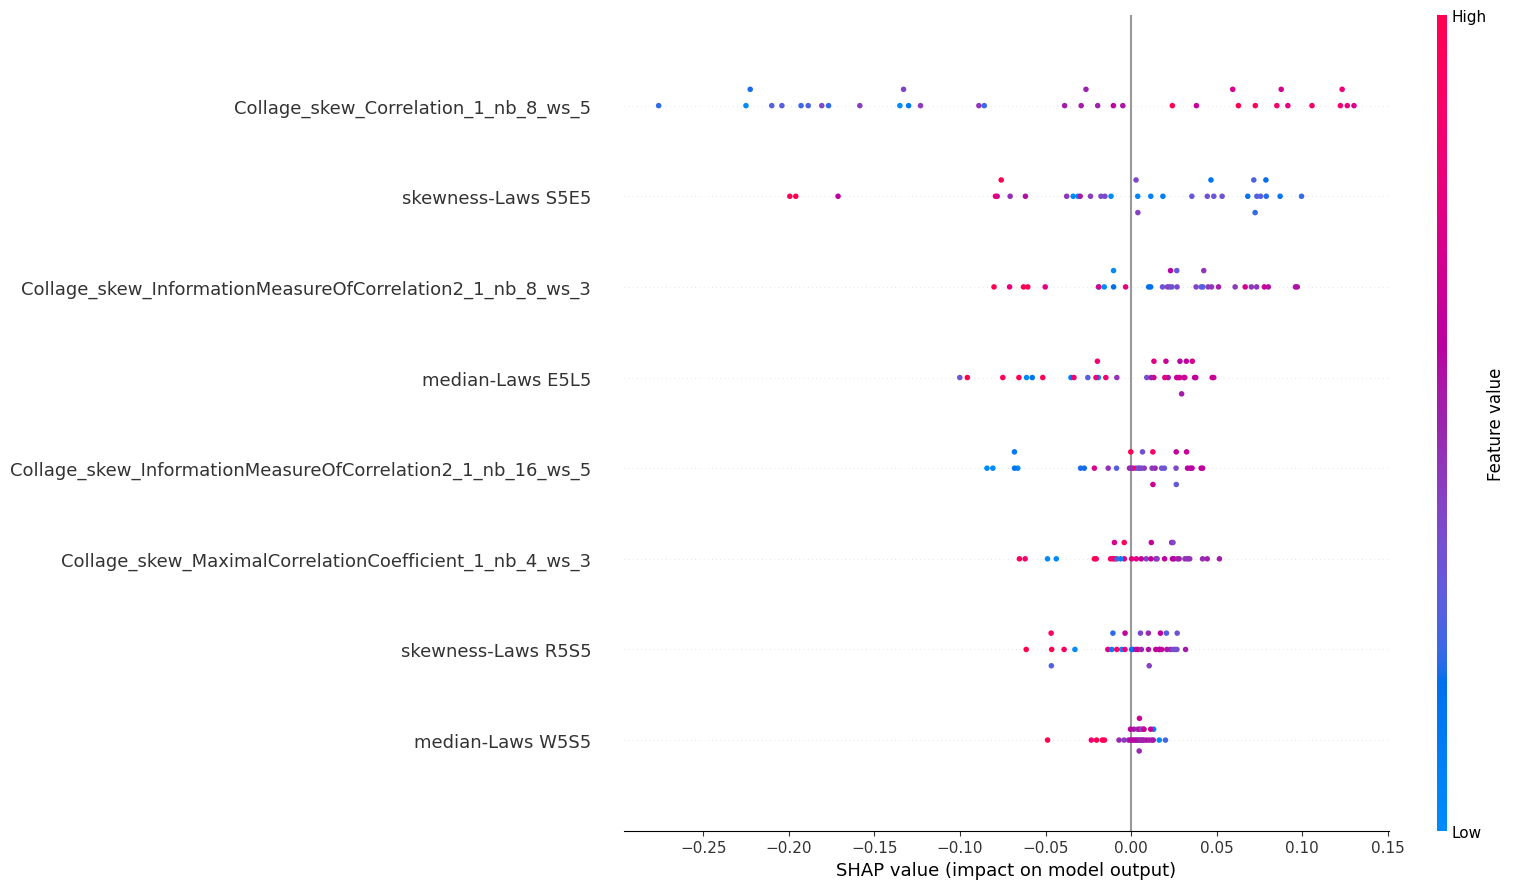 High
Collage_skew_Correlation_1_nb_8_ws_5
skewness-Laws S5E5
Collage_skew_InformationMeasureOfCorrelation2_1_nb_8_ws_3
median-Laws E5L5
Collage_skew_InformationMeasureOfCorrelation2_1_nb_16_ws_5
Collage_skew_MaximalCorrelationCoefficient_1_nb_4_ws_3
skewness-Laws R5S5
median-Laws W5S5
Feature value
Low
−0.25 −0.20 −0.15 −0.10 −0.05 0.00 0.05 0.10 0.15
SHAP value (impact on model output)